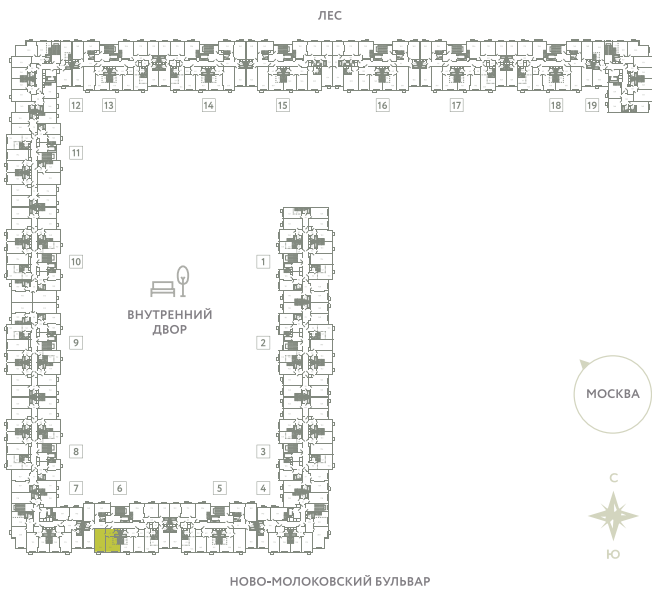 ЛЕС
12 13 14 15 16 17 18 19
11
10 1
ВНУТРЕННИЙ
ДВОР
9 2
МОСКВА
8 3
7 6 5 4
С
Ю
НОВО-МОЛОКОВСКИЙ БУЛЬВАР